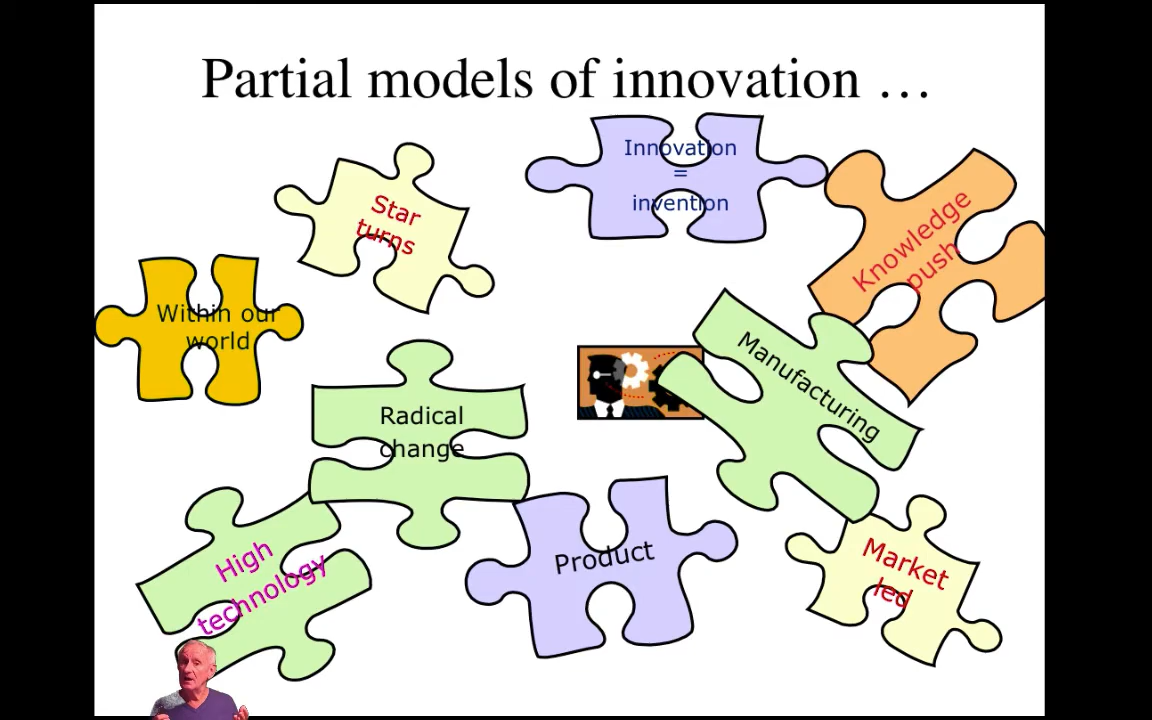 Partial models of innovation …
Innovation
=
invention
Star
turns
Knowledge
push
Within our
world
Manufacturing
Radical
change
High
technology
Product
Market
led